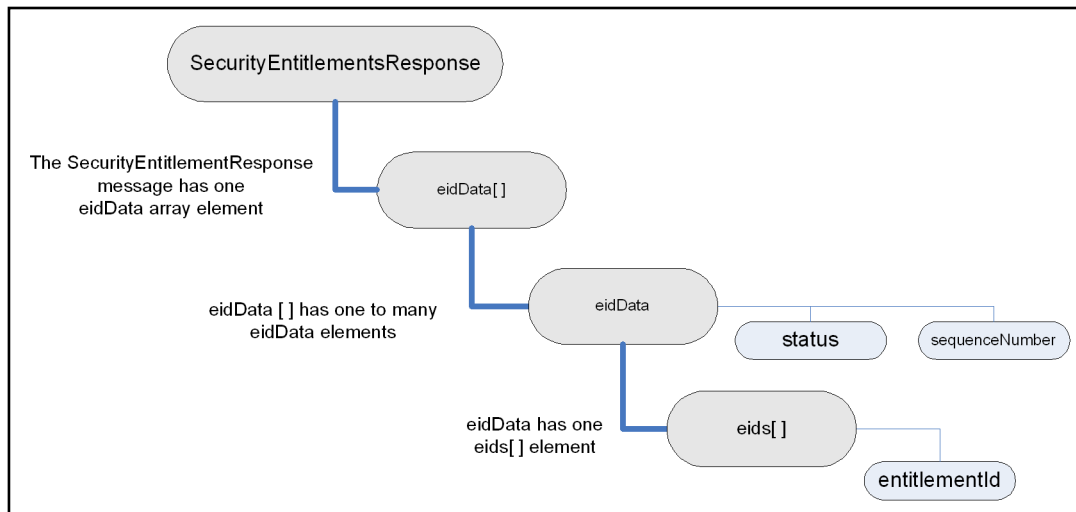 SecurityEntitlementsResponse
The SecurityEntitlementResponse
message has one
eidData array element
eidData[ ]
eidData [ ] has one to many
eidData elements
eidData
status
sequenceNumber
eidData has one
eids[ ] element
eids[ ]
entitlementId